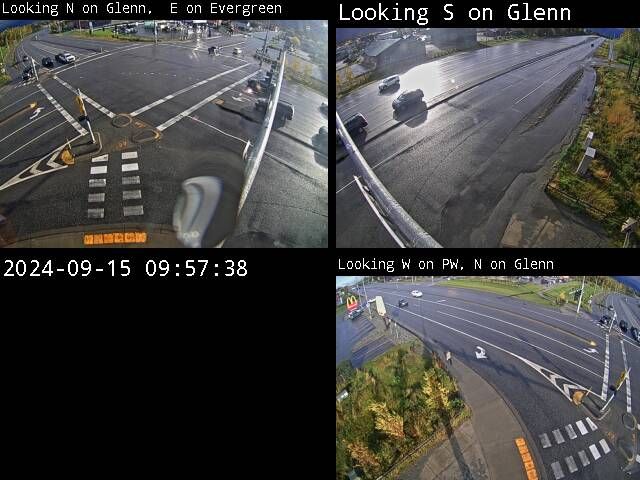 Looking N on Glenn,  E on Evergreen
Looking S on Glenn
2024-09-15 09:57:38
Looking W on PW, N on Glenn